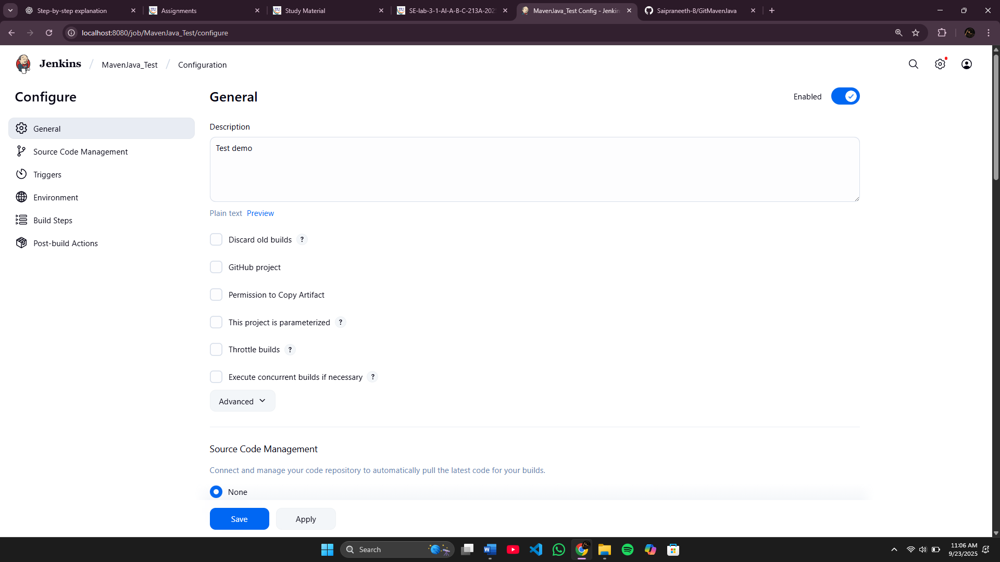 Step-by-step explanation
Assignments
Study Material
SE-lab-3-1-AI-A-B-C-213A-202
MavenJava_Test Config - Jenkin
Saipraneeth-B/GitMavenJava
localhost:8080/job/MavenJava_Test/configure
Jenkins / MavenJava_Test / Configuration
Configure
General
Source Code Management
Triggers
Environment
Build Steps
Post-build Actions
General
Enabled
Description
Test demo
Plain text Preview
Discard old builds ?
GitHub project
Permission to Copy Artifact
This project is parameterized ?
Throttle builds ?
Execute concurrent builds if necessary ?
Advanced
Source Code Management
Connect and manage your code repository to automatically pull the latest code for your builds.
None
Save
Apply
Search
11:06 AM
9/23/2025